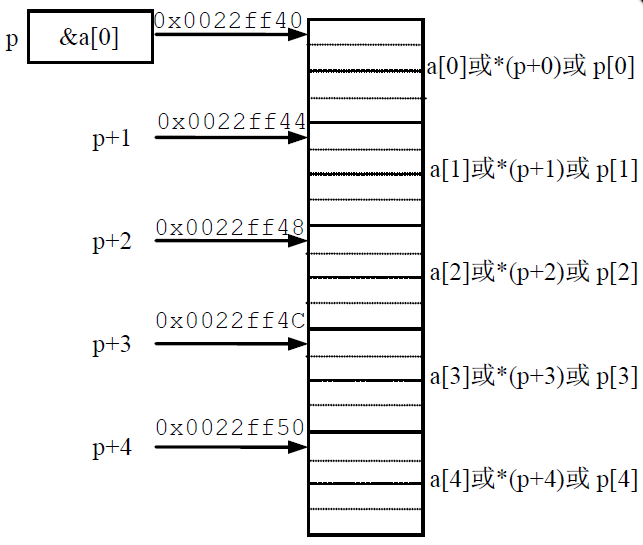 0x0022ff40
p &a[0]
a[0]或*(p+0)或 p[0]
0x0022ff44
p+1
a[1]或*(p+1)或 p[1]
0x0022ff48
p+2
a[2]或*(p+2)或 p[2]
0x0022ff4C
p+3
a[3]或*(p+3)或 p[3]
0x0022ff50
p+4
a[4]或*(p+4)或 p[4]